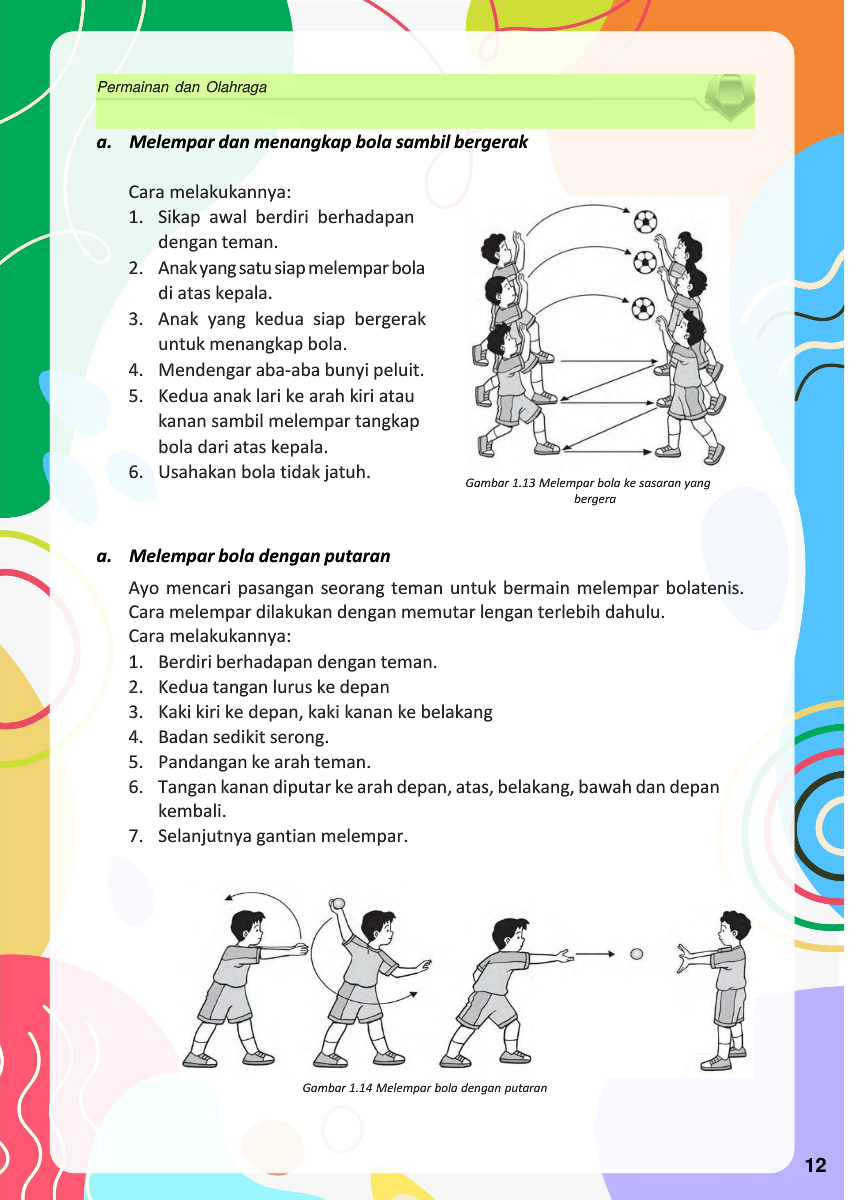 Permainan dan Olahraga
a. Melempar dan menangkap bola sambil bergerak
Cara melakukannya:
1. Sikap awal berdiri berhadapan
dengan teman.
2. Anak yang satu siap melempar bola
di atas kepala.
3. Anak yang kedua siap bergerak
untuk menangkap bola.
4. Mendengar aba-aba bunyi peluit.
5. Kedua anak lari ke arah kiri atau
kanan sambil melempar tangkap
bola dari atas kepala.
6. Usahakan bola tidak jatuh.
Gambar 1.13 Melempar bola ke sasaran yang
bergera
a. Melempar bola dengan putaran
Ayo mencari pasangan seorang teman untuk bermain melempar bolatenis.
Cara melempar dilakukan dengan memutar lengan terlebih dahulu.
Cara melakukannya:
1. Berdiri berhadapan dengan teman.
2. Kedua tangan lurus ke depan
3. Kaki kiri ke depan, kaki kanan ke belakang
4. Badan sedikit serong.
5. Pandangan ke arah teman.
6. Tangan kanan diputar ke arah depan, atas, belakang, bawah dan depan
kembali.
7. Selanjutnya gantian melempar.
Gambar 1.14 Melempar bola dengan putaran
12